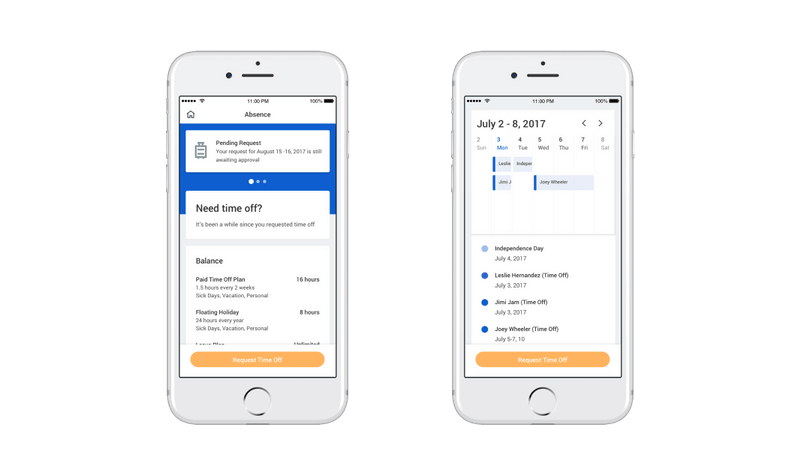 11:00 PM
100%
Absence
Pending Request
Your request for August 15 -16, 2017 is still
awaiting approval
Need time off?
It's been a while since you requested time off
Balance
Paid Time Off Plan 16 hours
1.5 hours every 2 weeks
Sick Days, Vacation, Personal
Floating Holiday 8 hours
24 hours every year
Sick Days, Vacation, Personal
Leave Plan Unlimited
Request Time Off
11:00 PM
100%
July 2 - 8, 2017
2 3 4 5 6 7 8
Sun Mon Tue Wed Thu Fri Sat
Leslie Indeper
Jimi J Joey Wheeler
Independence Day
July 4, 2017
Leslie Hernandez (Time Off)
July 3, 2017
Jimi Jam (Time Off)
July 3, 2017
Joey Wheeler (Time Off)
July 5-7, 10
Request Time Off